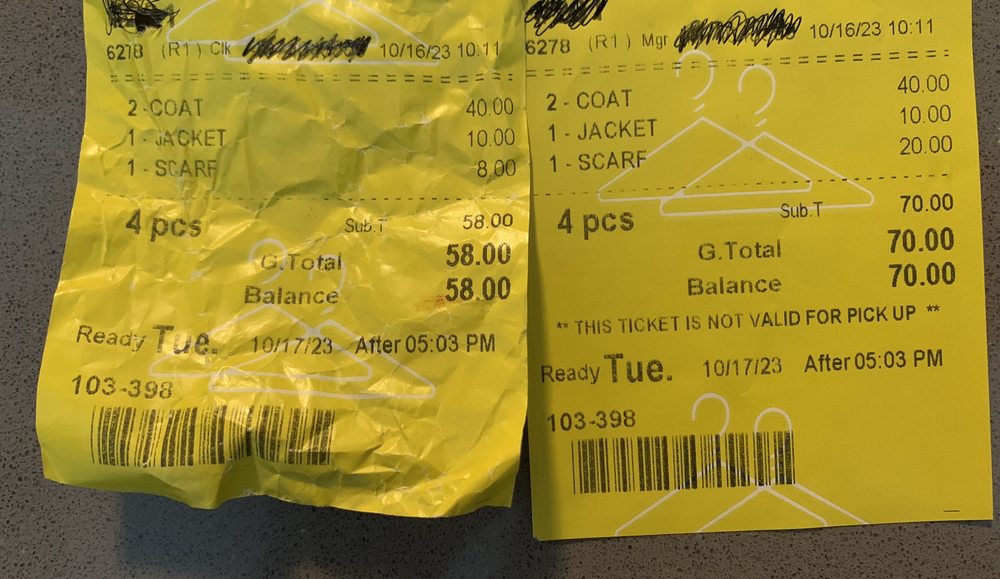 6278 (R1) Clk 10/16/23 10:11
2 - COAT 40.00
1 - JACKET 10.00
1 - SCARF 8.00
4 pcs Sub.T 58.00
G.Total 58.00
Balance 58.00
Ready Tue. 10/17/23 After 05:03 PM
103-398
6278 (R1) Mgr 10/16/23 10:11
2 - COAT 40.00
1 - JACKET 10.00
1 - SCARF 20.00
4 pcs Sub.T 70.00
G.Total 70.00
Balance 70.00
** THIS TICKET IS NOT VALID FOR PICK UP **
Ready Tue. 10/17/23 After 05:03 PM
103-398